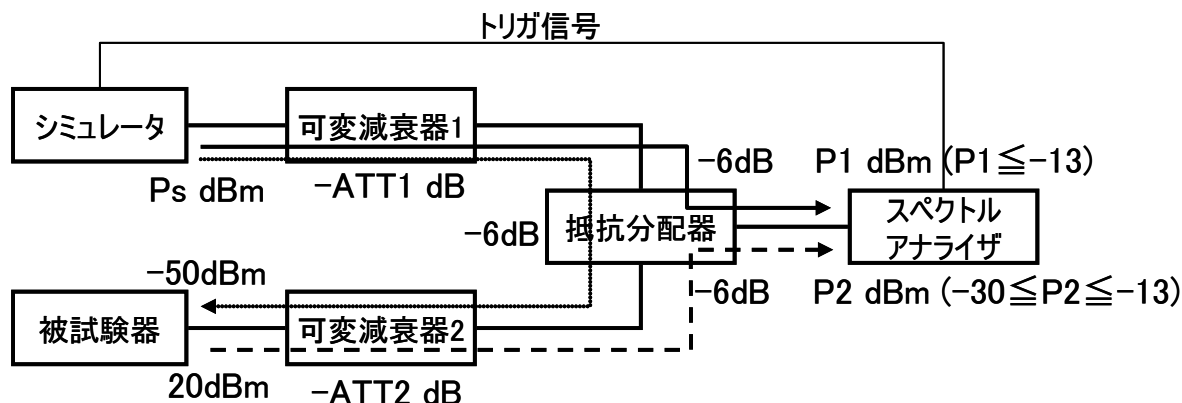 トリガ信号
シミュレータ
可変減衰器1
Ps dBm
-ATT1 dB
-6dB
P1 dBm (P1≦-13)
-6dB
抵抗分配器
スペクトル
アナライザ
-50dBm
-6dB
P2 dBm (-30≦P2≦-13)
被試験器
可変減衰器2
20dBm
-ATT2 dB